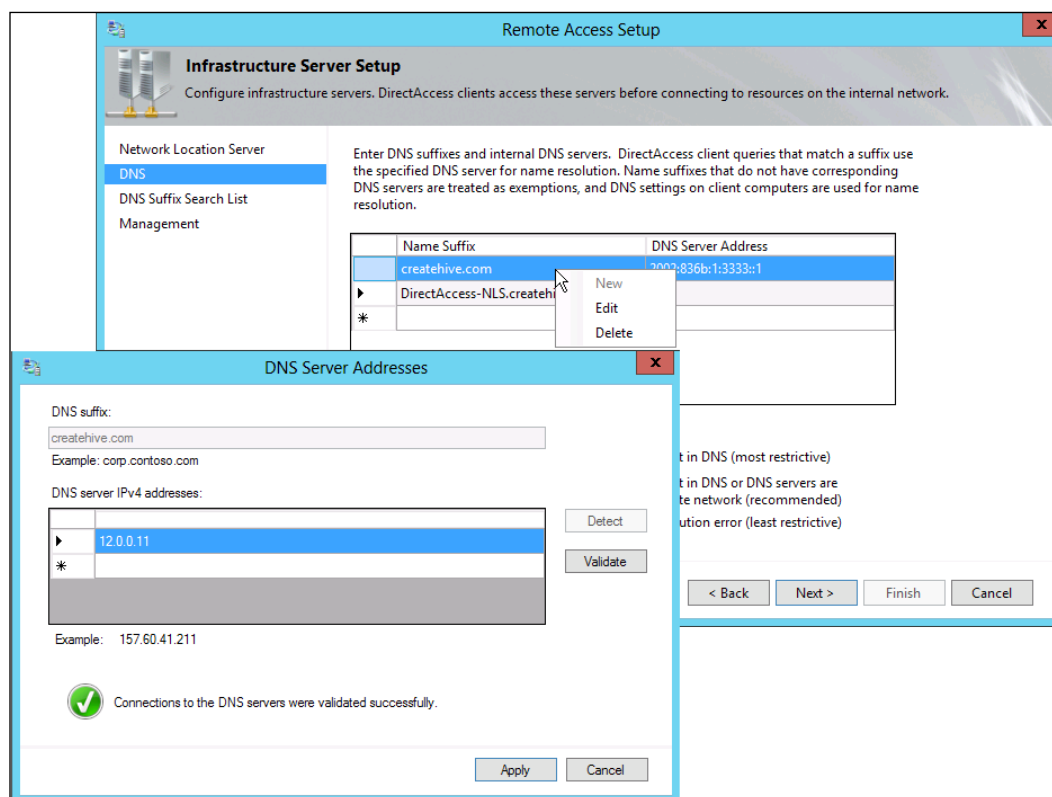 Remote Access Setup
x
Infrastructure Server Setup
Configure infrastructure servers. DirectAccess clients access these servers before connecting to resources on the internal network.
Network Location Server
DNS
DNS Suffix Search List
Management
Enter DNS suffixes and internal DNS servers. DirectAccess client queries that match a suffix use
the specified DNS server for name resolution. Name suffixes that do not have corresponding
DNS servers are treated as exemptions, and DNS settings on client computers are used for name
resolution.
Name Suffix DNS Server Address
createhive.com 2002:836b:1:3333::1
DirectAccess-NLS.createhi
New
Edit
Delete
t in DNS (most restrictive)
t in DNS or DNS servers are
te network (recommended)
ution error (least restrictive)
< Back Next > Finish Cancel
DNS Server Addresses
x
DNS suffix:
createhive.com
Example: corp.contoso.com
DNS server IPv4 addresses:
12.0.0.11
Detect
Validate
Example: 157.60.41.211
Connections to the DNS servers were validated successfully.
Apply Cancel